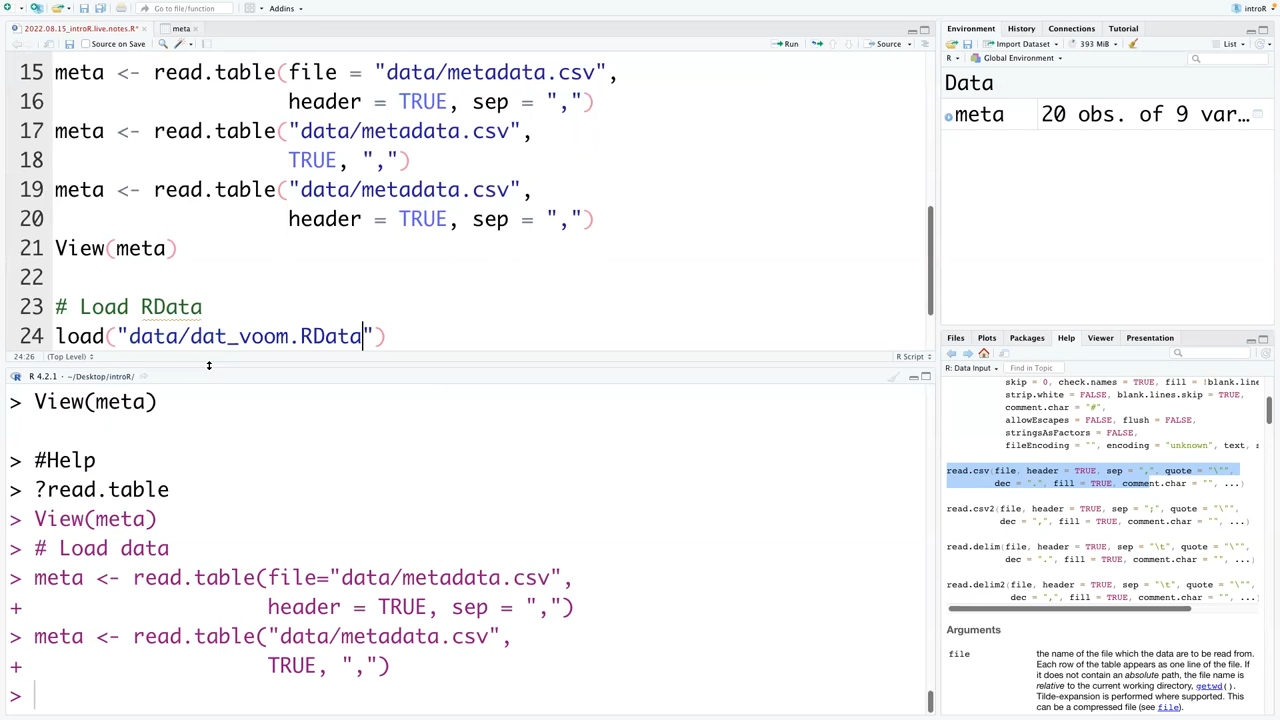 Go to file/function
Addins
introR
2022.08.15_introR.live.notes.R*
meta
Source on Save
Run
Source
15 meta <- read.table(file = "data/metadata.csv",
16 header = TRUE, sep = ",")
17 meta <- read.table("data/metadata.csv",
18 TRUE, ",")
19 meta <- read.table("data/metadata.csv",
20 header = TRUE, sep = ",")
21 View(meta)
22
23 # Load RData
24 load("data/dat_voom.RData")
24:26 (Top Level) R Script
R 4.2.1 · ~/Desktop/introR/
> View(meta)
> #Help
> ?read.table
> View(meta)
> # Load data
> meta <- read.table(file="data/metadata.csv",
+ header = TRUE, sep = ",")
> meta <- read.table("data/metadata.csv",
+ TRUE, ",")
>
Environment History Connections Tutorial
Import Dataset 393 MiB List
R Global Environment
Data
meta 20 obs. of 9 var…
Files Plots Packages Help Viewer Presentation
R: Data Input Find in Topic
skip = 0, check.names = TRUE, fill = !blank.line
strip.white = FALSE, blank.lines.skip = TRUE,
comment.char = "#",
allowEscapes = FALSE, flush = FALSE,
stringsAsFactors = FALSE,
fileEncoding = "", encoding = "unknown", text, s
read.csv(file, header = TRUE, sep = ",", quote = "\"",
dec = ".", fill = TRUE, comment.char = "", ...)
read.csv2(file, header = TRUE, sep = ";", quote = "\"",
dec = ",", fill = TRUE, comment.char = "", ...)
read.delim(file, header = TRUE, sep = "\t", quote = "\"",
dec = ".", fill = TRUE, comment.char = "", ...)
read.delim2(file, header = TRUE, sep = "\t", quote = "\"",
dec = ",", fill = TRUE, comment.char = "", ...)
Arguments
file the name of the file which the data are to be read from.
Each row of the table appears as one line of the file. If
it does not contain an absolute path, the file name is
relative to the current working directory, getwd().
Tilde-expansion is performed where supported. This
can be a compressed file (see file).